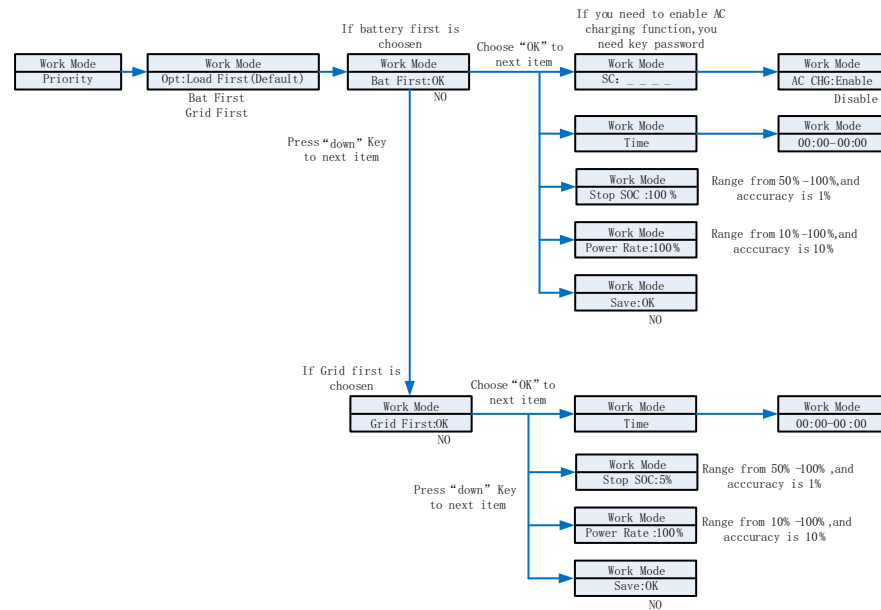 If battery first is
choosen
Choose “OK” to
next item
If you need to enable AC
charging function,you
need key password
Work Mode
Priority
Work Mode
Opt:Load First(Default)
Bat First
Grid First
Work Mode
Bat First:OK
NO
Work Mode
SC: _ _ _ _
Work Mode
AC CHG:Enable
Disable
Press “down” Key
to next item
Work Mode
Time
Work Mode
00:00-00:00
Work Mode
Stop SOC :100%
Range from 50%-100%,and
acccuracy is 1%
Work Mode
Power Rate:100%
Range from 10%-100%,and
acccuracy is 10%
Work Mode
Save:OK
NO
If Grid first is
choosen
Choose “OK” to
next item
Work Mode
Grid First:OK
NO
Work Mode
Time
Work Mode
00:00-00:00
Press “down” Key
to next item
Work Mode
Stop SOC:5%
Range from 50% -100% ,and
acccuracy is 1%
Work Mode
Power Rate :100%
Range from 10% -100%,and
acccuracy is 10%
Work Mode
Save:OK
NO